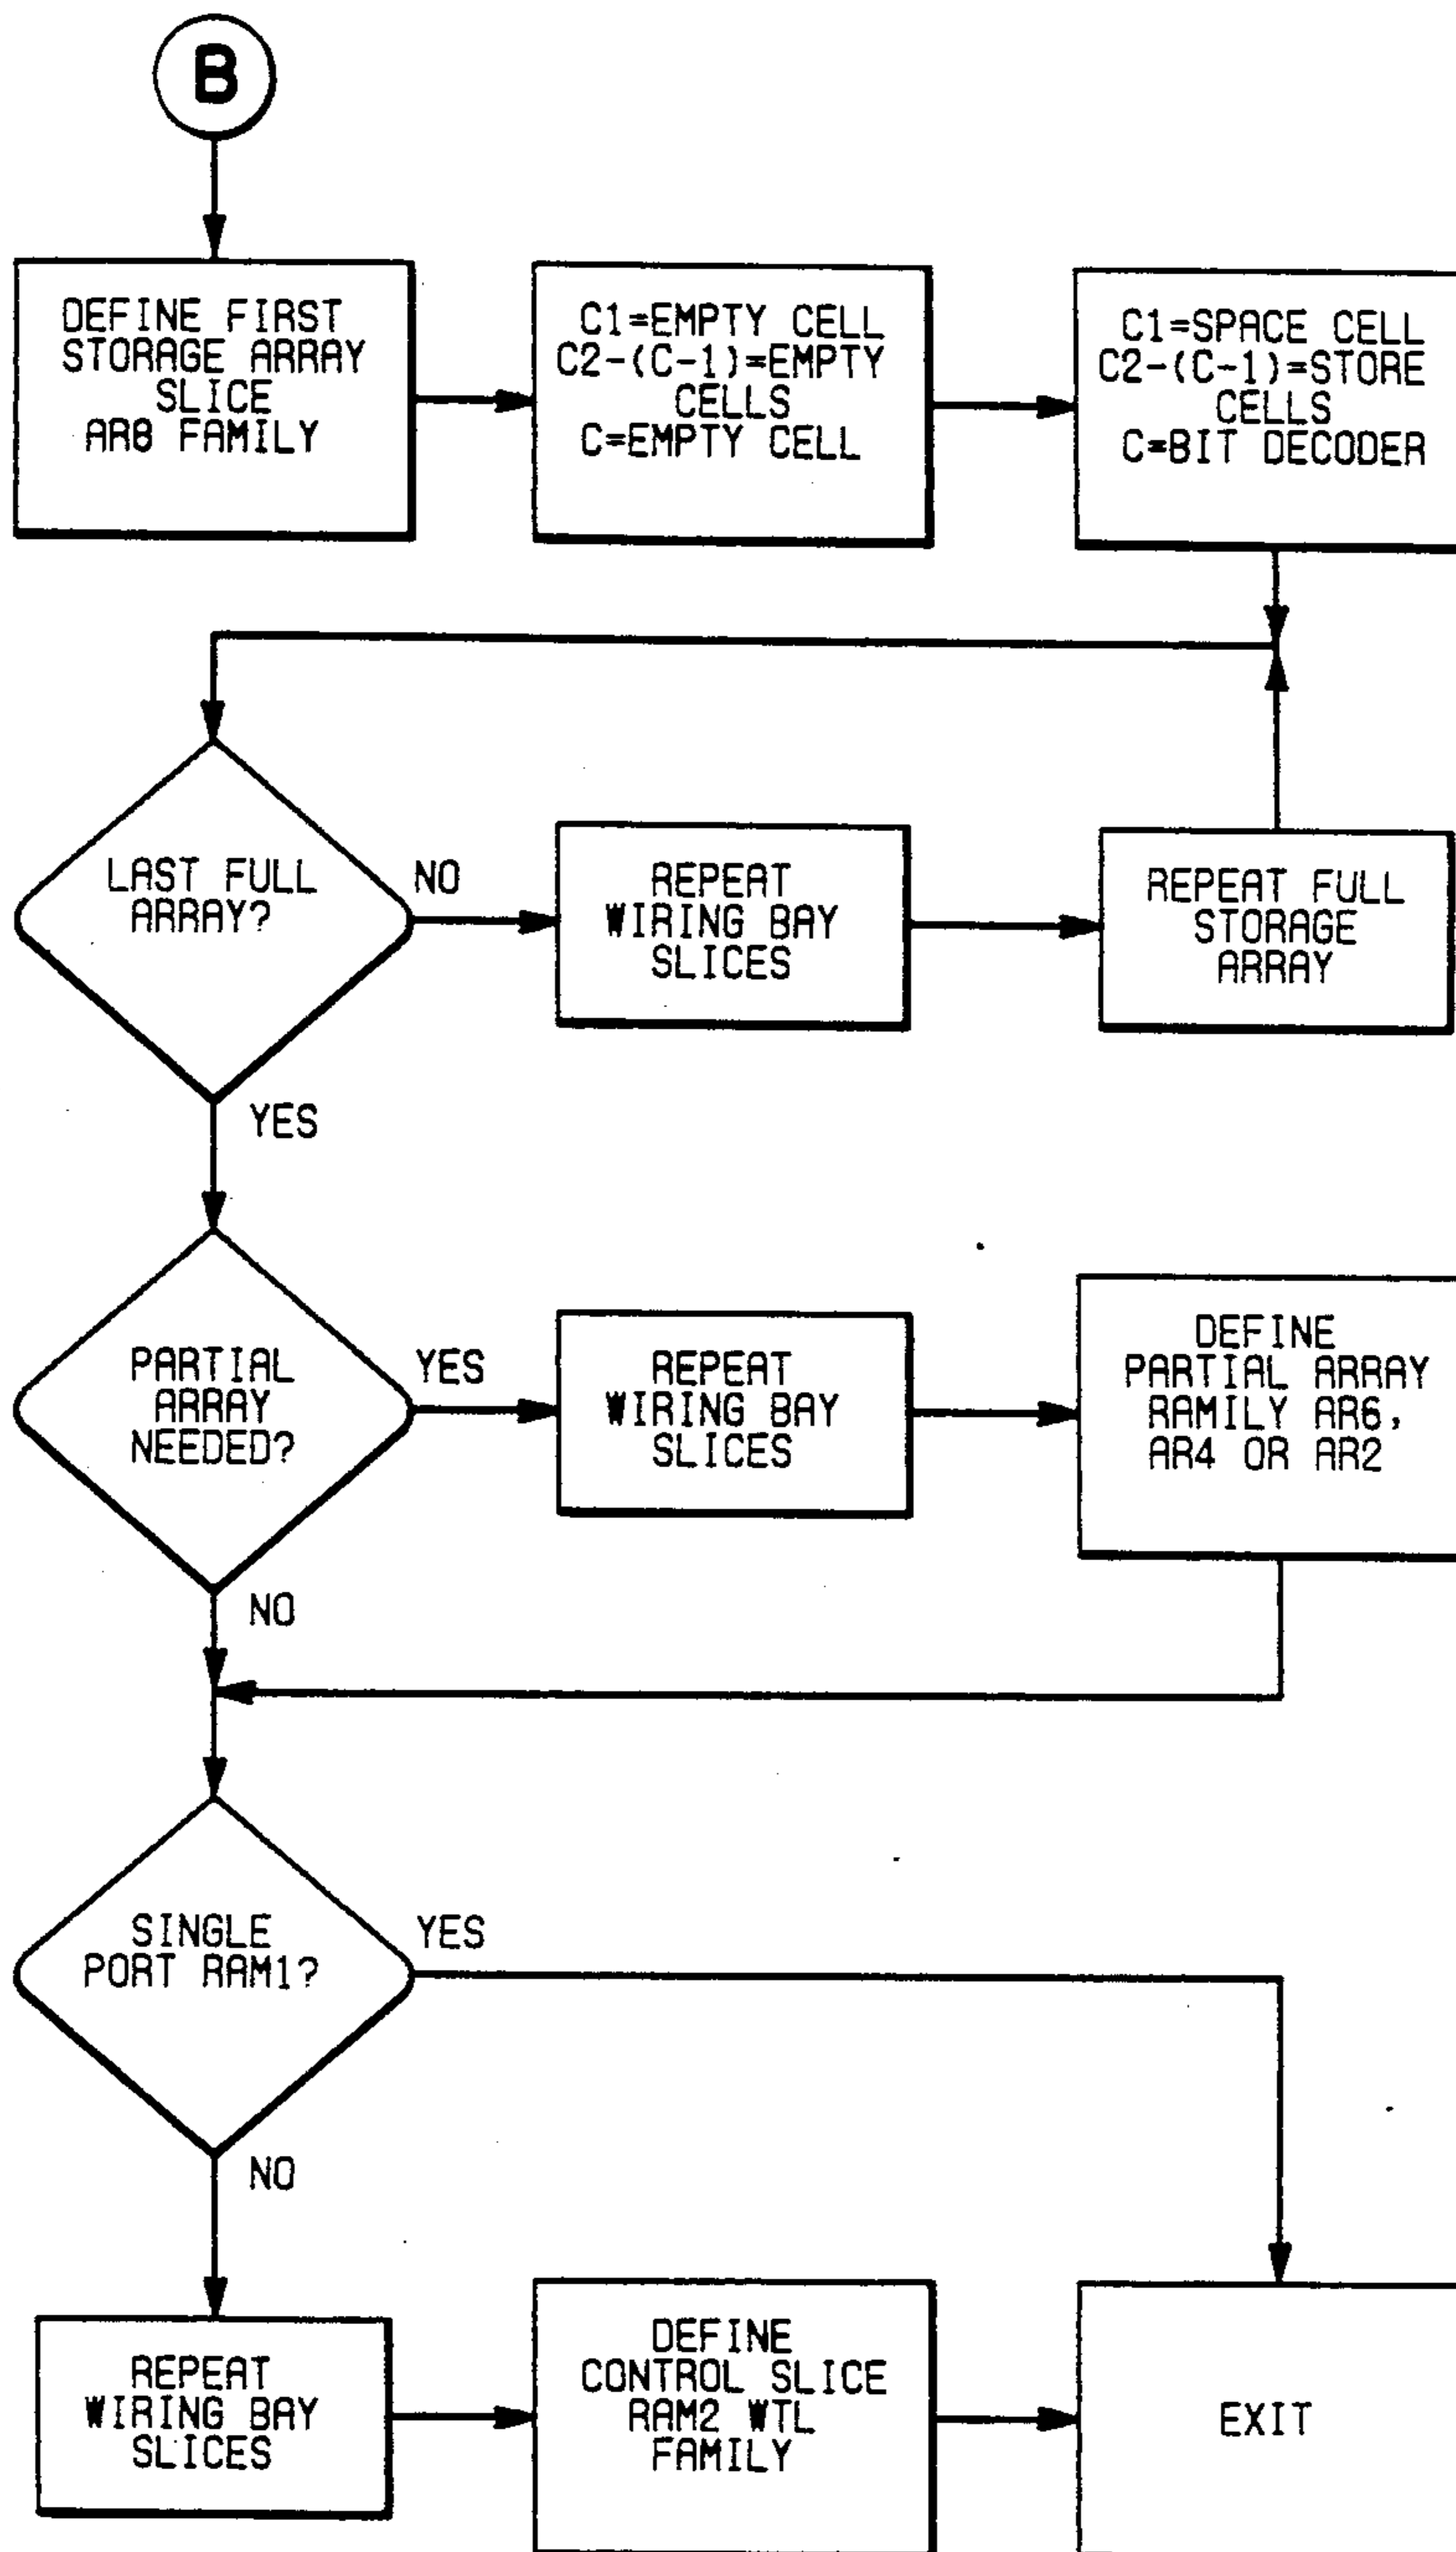 B
DEFINE FIRST
STORAGE ARRAY
SLICE
AR8 FAMILY
C1=EMPTY CELL
C2-(C-1)=EMPTY
CELLS
C=EMPTY CELL
C1=SPACE CELL
C2-(C-1)=STORE
CELLS
C=BIT DECODER
LAST FULL
ARRAY?
NO
REPEAT
WIRING BAY
SLICES
REPEAT FULL
STORAGE
ARRAY
YES
PARTIAL
ARRAY
NEEDED?
YES
REPEAT
WIRING BAY
SLICES
DEFINE
PARTIAL ARRAY
RAMILY AR6,
AR4 OR AR2
NO
SINGLE
PORT RAM1?
YES
NO
REPEAT
WIRING BAY
SLICES
DEFINE
CONTROL SLICE
RAM2 WTL
FAMILY
EXIT